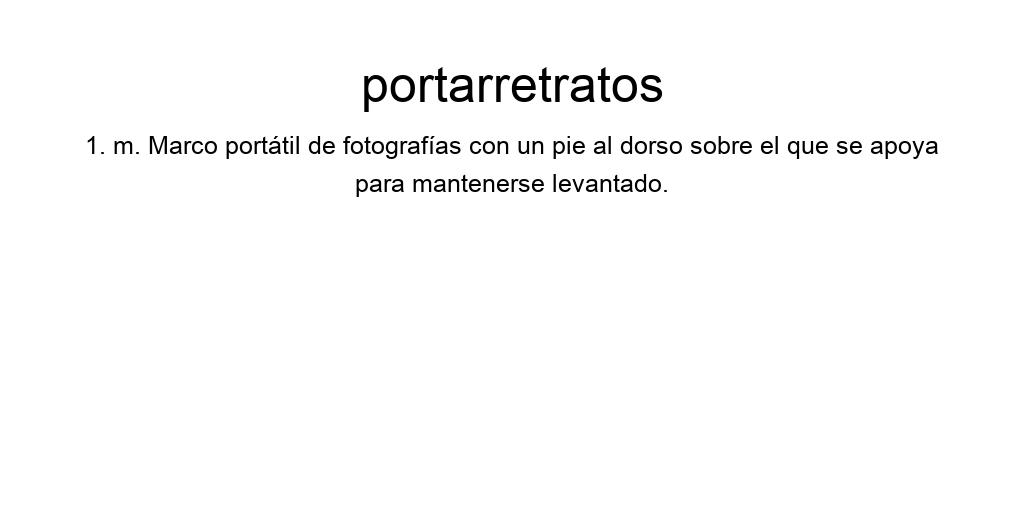 portarretratos
1. m. Marco portátil de fotografías con un pie al dorso sobre el que se apoya
para mantenerse levantado.